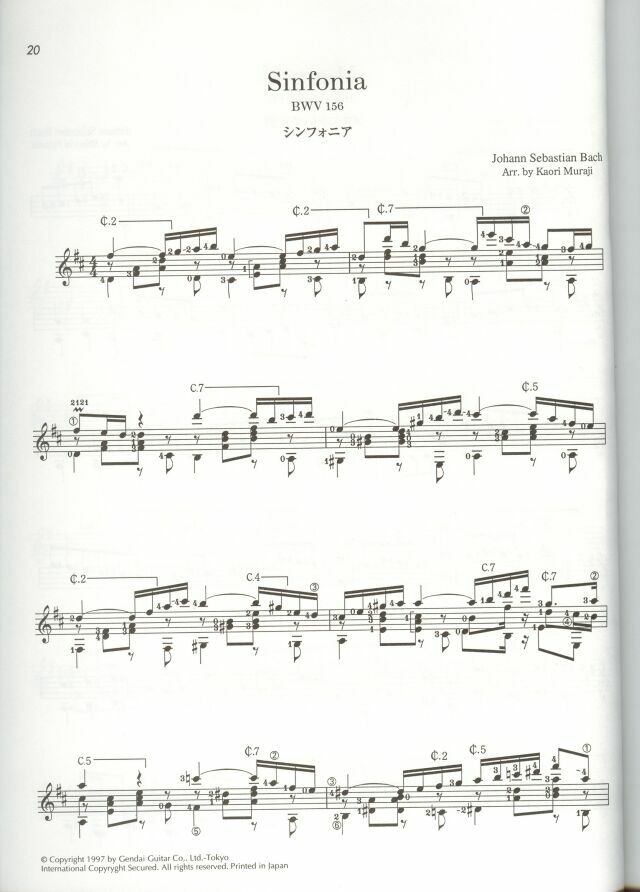 20
Sinfonia
BWV 156
シンフォニア
Johann Sebastian Bach
Arr. by Kaori Muraji
₵.2 ₵.2 ₵.7 ②
2121
① C.7 ₵.5
₵.2 C.4 ③ C.7 ₵.7 ②
④
C.5 ₵.7 ② ③ ₵.2 ₵.5 ①
⑤ ⑥
© Copyright 1997 by Gendai Guitar Co,. Ltd.-Tokyo
International Copyryght Secured. All rights reserved. Printed in Japan